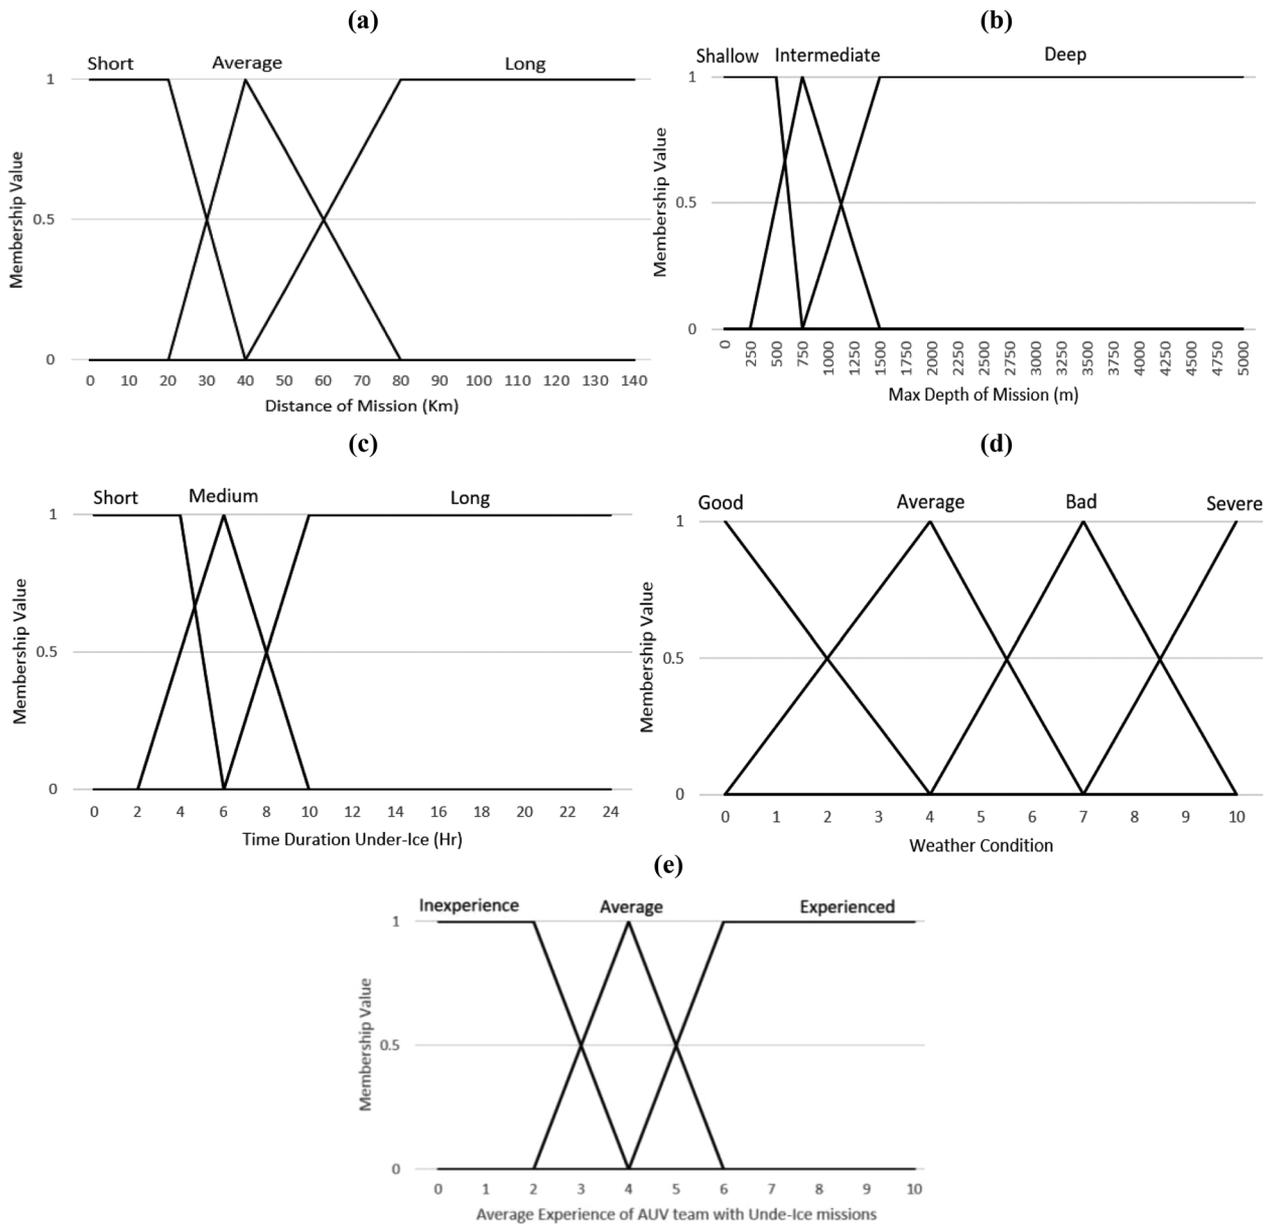 (a)
Short Average Long
1
0.5
0
Membership Value
0 10 20 30 40 50 60 70 80 90 100 110 120 130 140
Distance of Mission (Km)
(b)
Shallow Intermediate Deep
1
0.5
0
Membership Value
0 250 500 750 1000 1250 1500 1750 2000 2250 2500 2750 3000 3250 3500 3750 4000 4250 4500 4750 5000
Max Depth of Mission (m)
(c)
Short Medium Long
1
0.5
0
Membership Value
0 2 4 6 8 10 12 14 16 18 20 22 24
Time Duration Under-Ice (Hr)
(d)
Good Average Bad Severe
1
0.5
0
Membership Value
0 1 2 3 4 5 6 7 8 9 10
Weather Condition
(e)
Inexperience Average Experienced
1
0.5
0
Membership Value
0 1 2 3 4 5 6 7 8 9 10
Average Experience of AUV team with Unde-Ice missions